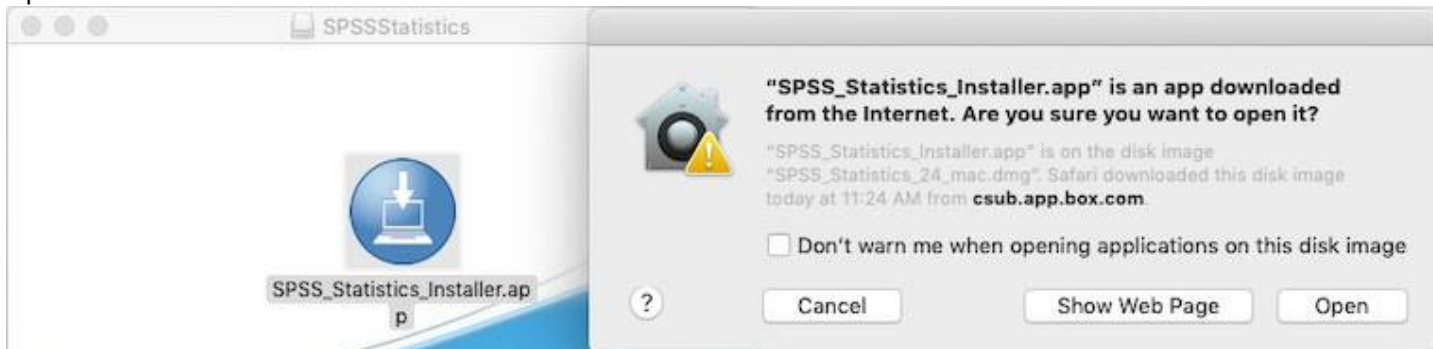 SPSSStatistics
SPSS_Statistics_Installer.ap
p
"SPSS_Statistics_Installer.app" is an app downloaded
from the Internet. Are you sure you want to open it?
"SPSS_Statistics_Installer.app" is on the disk image
"SPSS_Statistics_24_mac.dmg". Safari downloaded this disk image
today at 11:24 AM from csub.app.box.com.
Don't warn me when opening applications on this disk image
?
Cancel
Show Web Page
Open